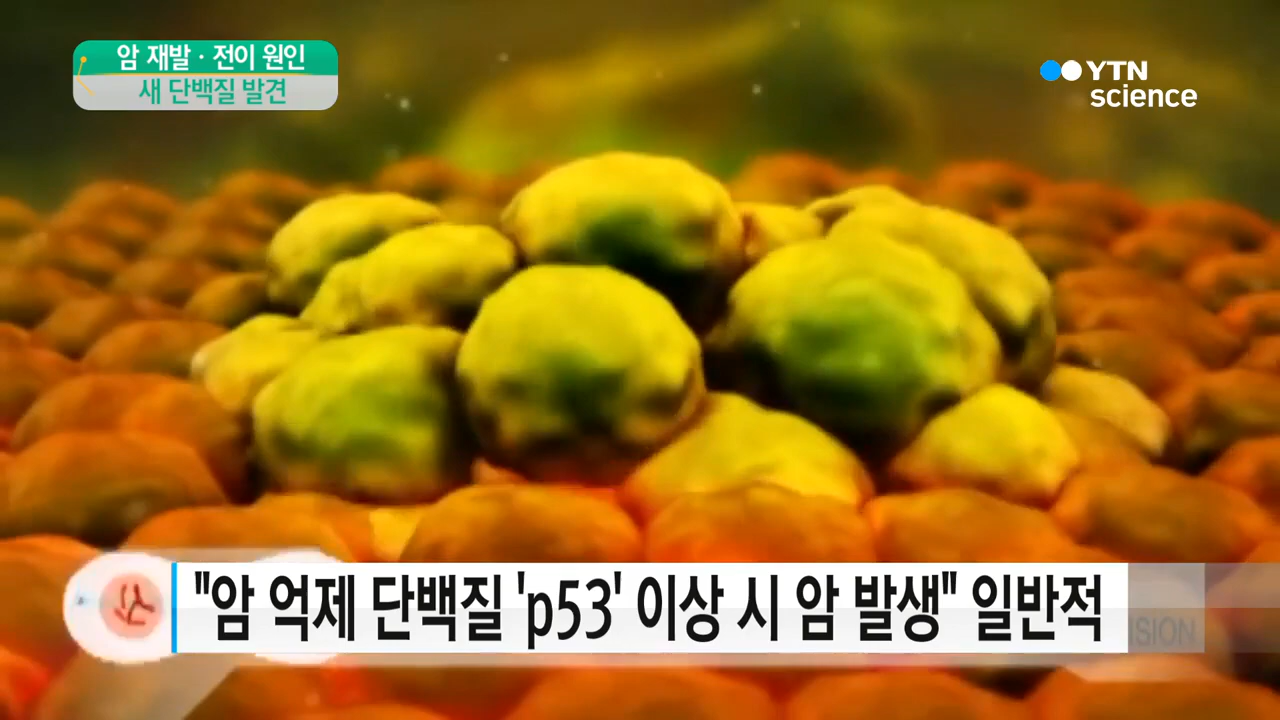 암 재발·전이 원인
새 단백질 발견
YTN
science
"암 억제 단백질 'p53' 이상 시 암 발생" 일반적
ISION